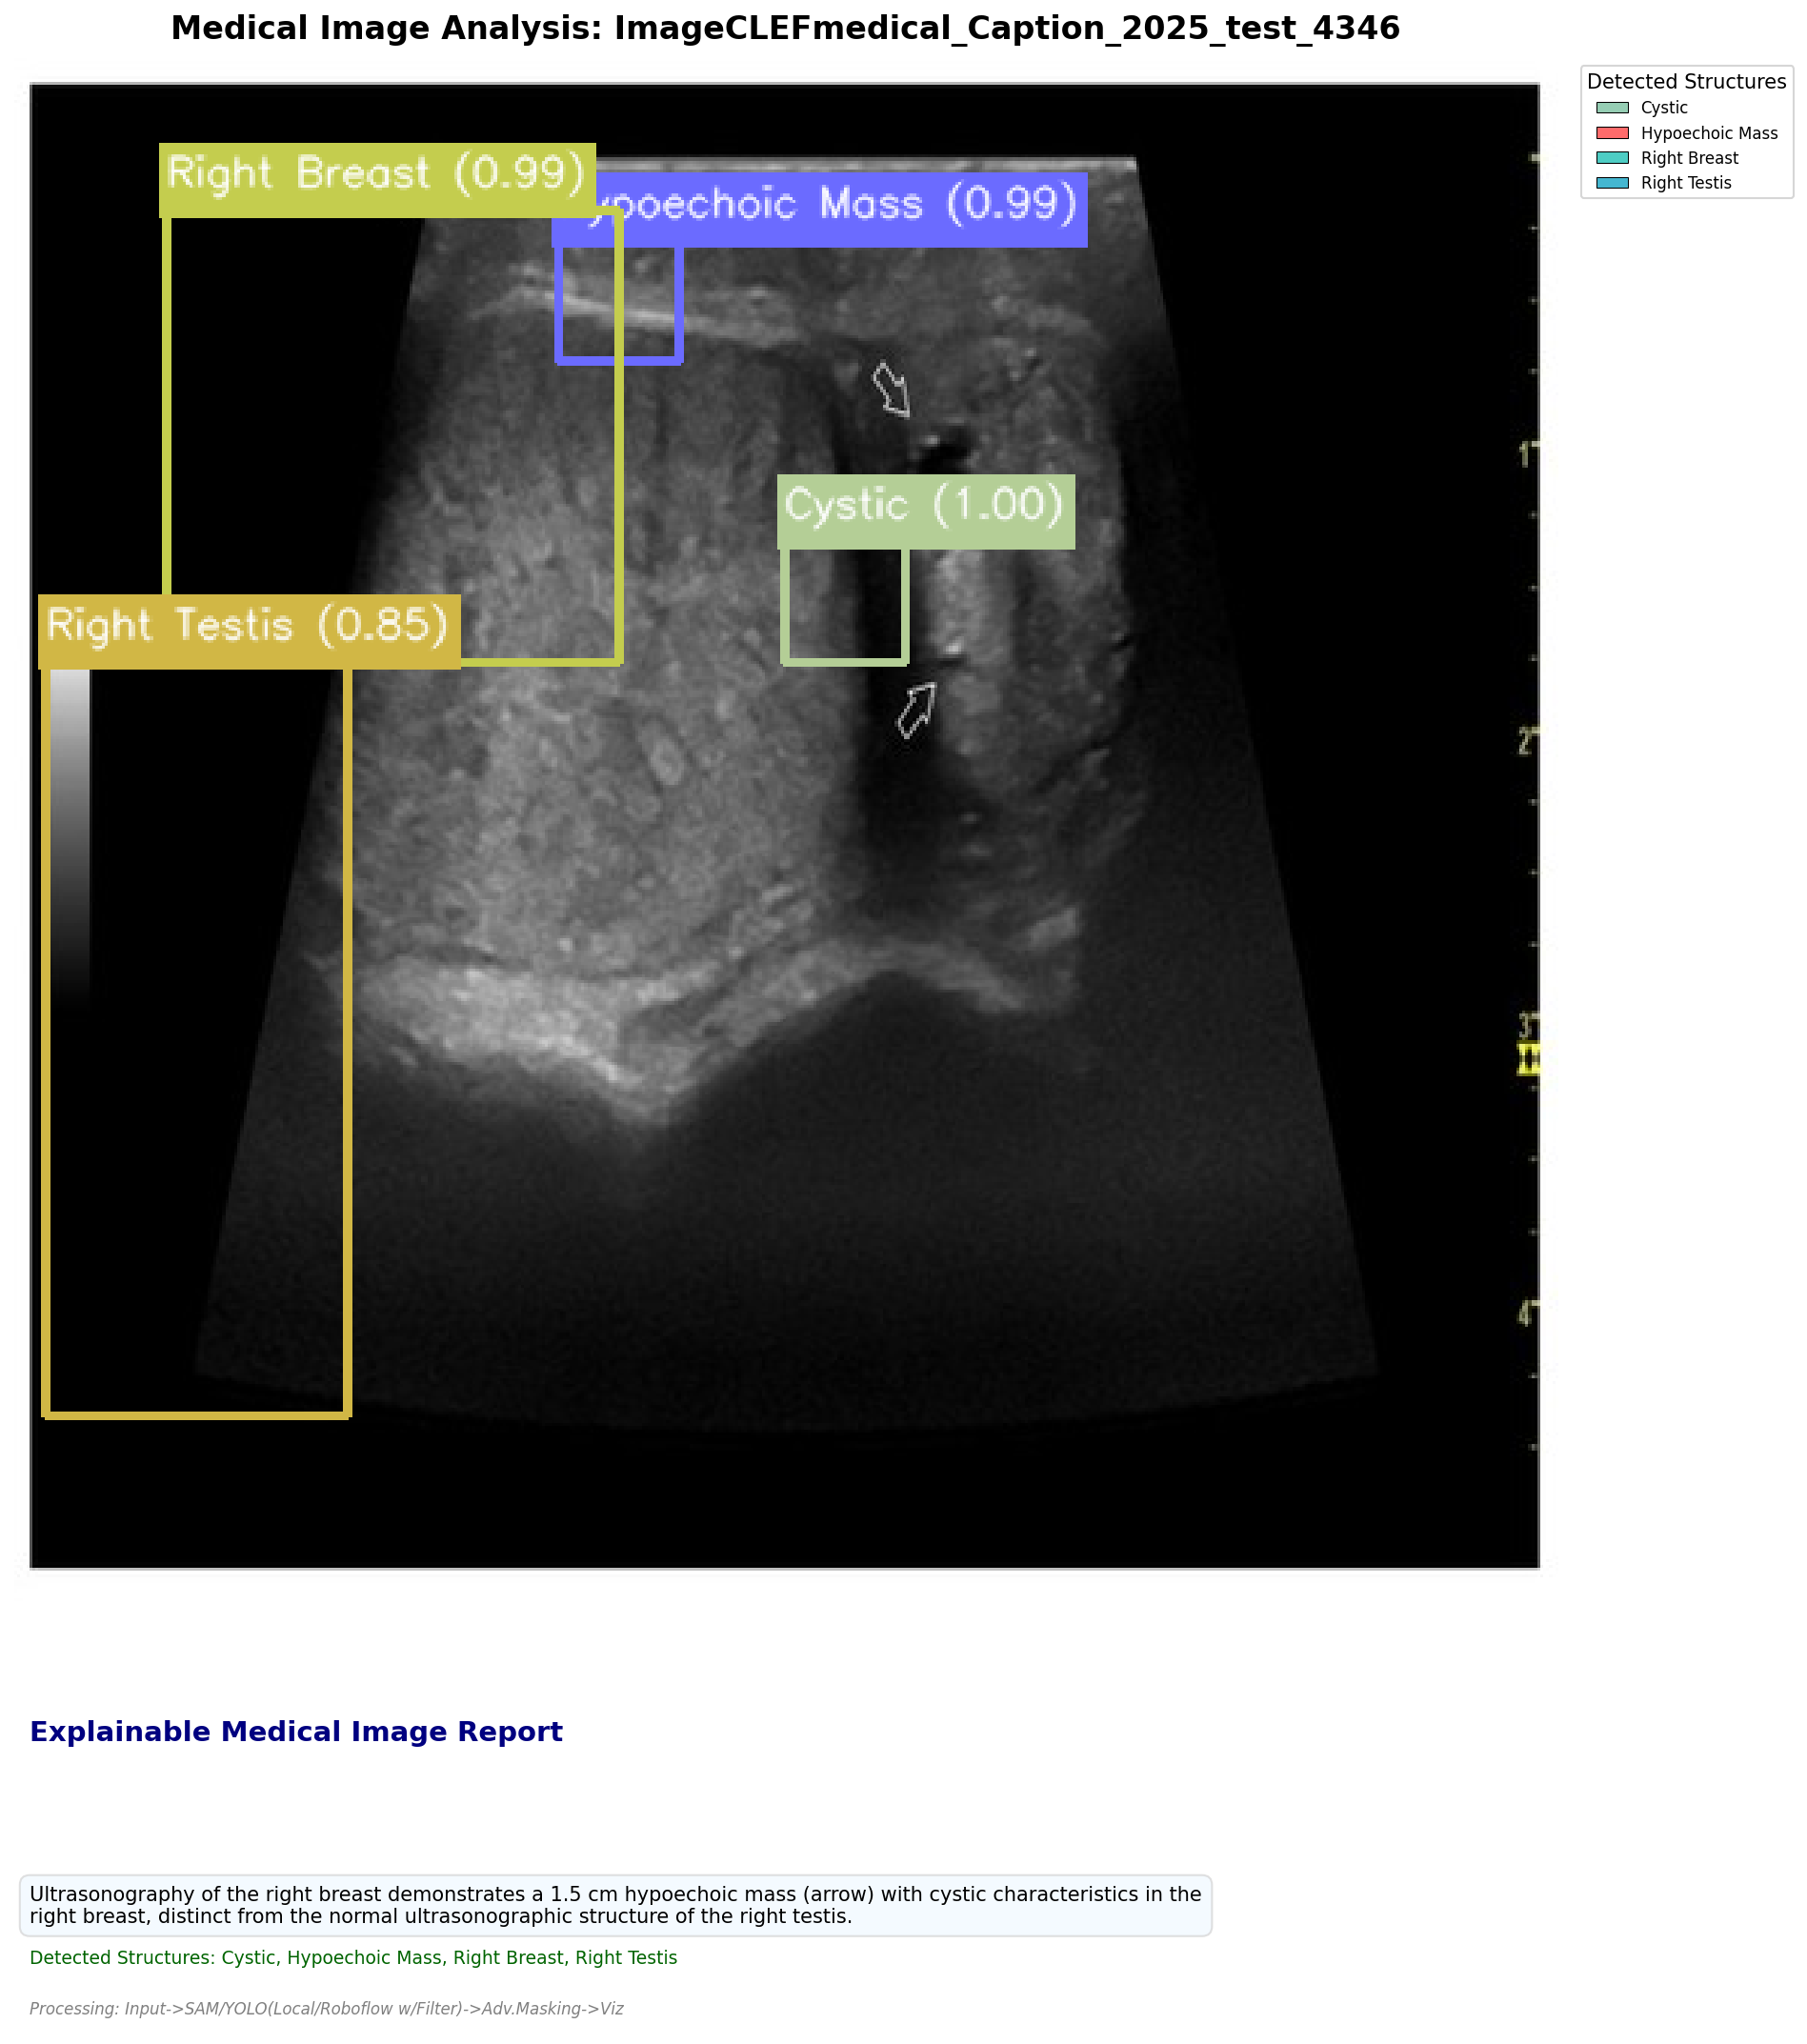 Medical Image Analysis: ImageCLEFmedical_Caption_2025_test_4346
Detected Structures
Cystic
Hypoechoic Mass
Right Breast
Right Testis
Right Breast (0.99)
ypoechoic Mass (0.99)
Cystic (1.00)
Right Testis (0.85)
1
2
3
4
Explainable Medical Image Report
Ultrasonography of the right breast demonstrates a 1.5 cm hypoechoic mass (arrow) with cystic characteristics in the
right breast, distinct from the normal ultrasonographic structure of the right testis.
Detected Structures: Cystic, Hypoechoic Mass, Right Breast, Right Testis
Processing: Input->SAM/YOLO(Local/Roboflow w/Filter)->Adv.Masking->Viz